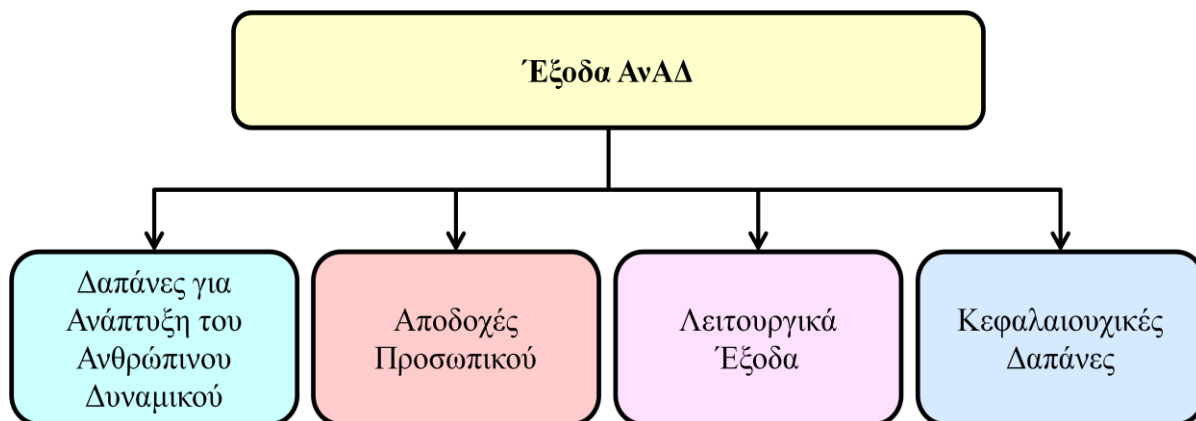 Έξοδα ΑνΑΔ
Δαπάνες για
Ανάπτυξη του
Ανθρώπινου
Δυναμικού
Αποδοχές
Προσωπικού
Λειτουργικά
Έξοδα
Κεφαλαιουχικές
Δαπάνες